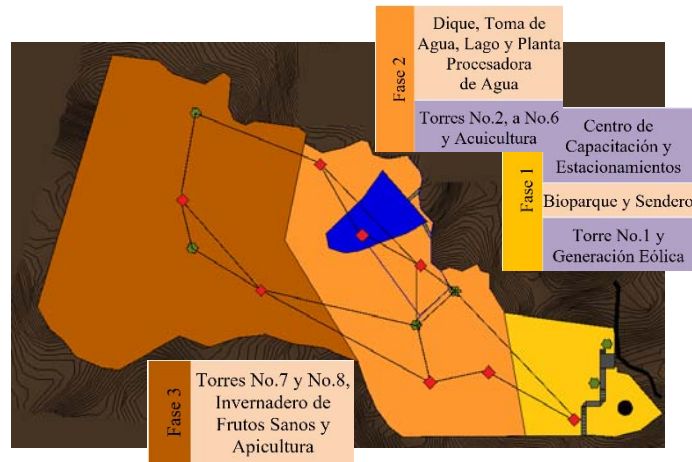 Fase 2
Dique, Toma de
Agua, Lago y Planta
Procesadora
de Agua
Torres No.2, a No.6
y Acuicultura
Fase 1
Centro de
Capacitación y
Estacionamientos
Bioparque y Sendero
Torre No.1 y
Generación Eólica
Fase 3
Torres No.7 y No.8,
Invernadero de
Frutos Sanos y
Apicultura